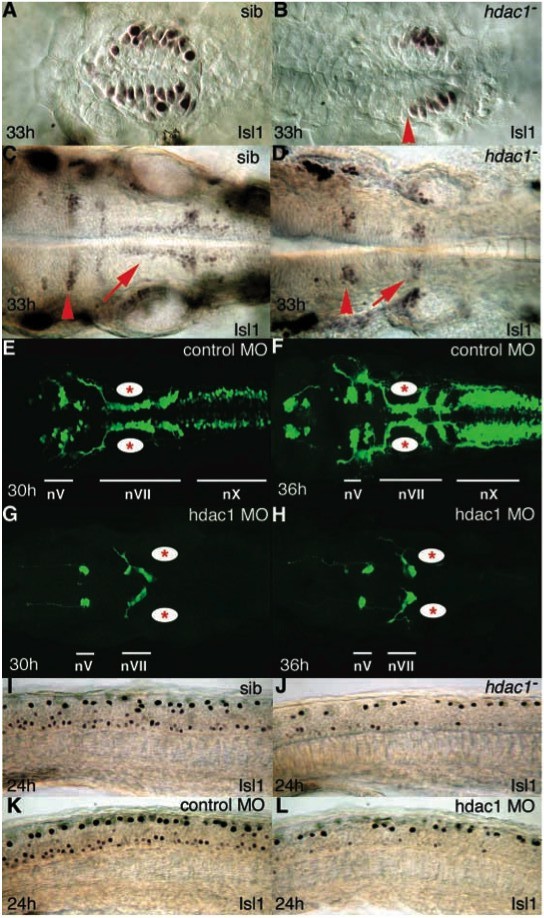 A sib
B hdac1-
33h Isl1
33h Isl1
C sib
D hdac1-
33h Isl1
33h Isl1
E control MO
F control MO
* *
* *
30h nV nVII nX
36h nV nVII nX
G hdac1 MO
H hdac1 MO
* *
* *
30h nV nVII
36h nV nVII
I sib
J hdac1-
24h Isl1
24h Isl1
K control MO
L hdac1 MO
24h Isl1
24h Isl1